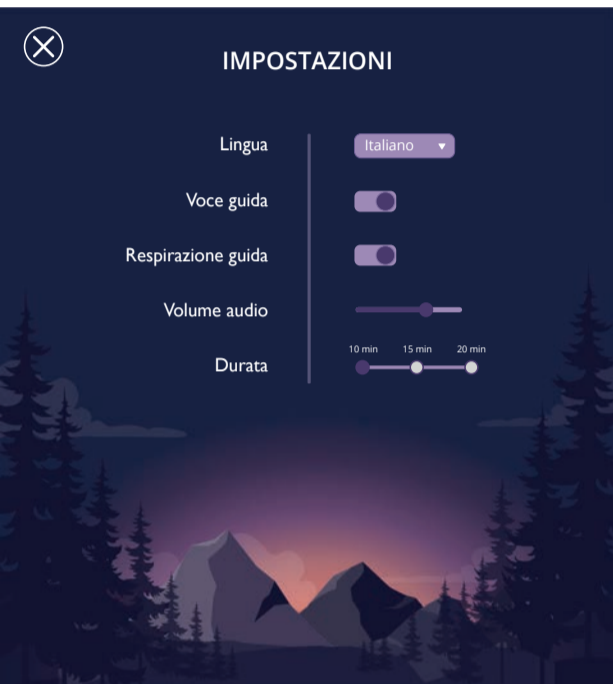 IMPOSTAZIONI
Lingua
Italiano
Voce guida
Respirazione guida
Volume audio
Durata
10 min 15 min 20 min